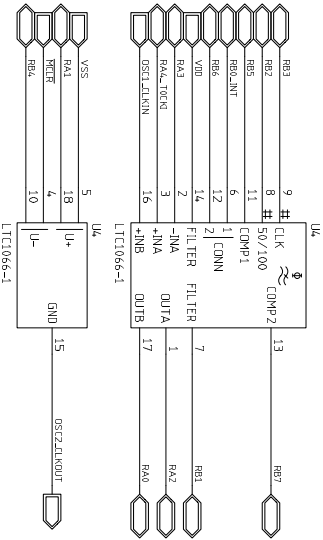 U4
RB3 9 # CLK Φ
RB2 8 # 50/100 COMP2 13 RB7
RB5 11 COMP1
RB0_INT 6 1 CONN
RB6 12 2
VDD 14 FILTER FILTER 7 RB1
RA3 2 -INA
RA4_T0CKI 3 +INA OUTA 1 RA2
OSC1_CLKIN 16 +INB OUTB 17 RA0
LTC1066-1
U4
VSS 5
RA1 18 V+
MCLR 4 GND 15 OSC2_CLKOUT
RB4 10 V-
LTC1066-1